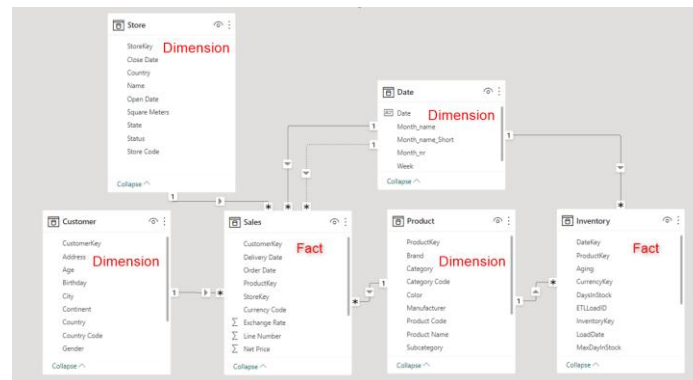 Store
StoreKey
Dimension
Close Date
Country
Name
Open Date
Square Meters
State
Status
Store Code
Collapse
Date
Date
Dimension
Month_name
Month_name_Short
Month_nr
Week
Collapse
1
1
1
1
*
*
*
*
Customer
CustomerKey
Address
Dimension
Age
Birthday
City
Continent
Country
Country Code
Gender
Collapse
1
*
Sales
CustomerKey
Fact
Delivery Date
Order Date
ProductKey
StoreKey
Currency Code
Σ Exchange Rate
Σ Line Number
Σ Net Price
Collapse
*
1
Product
ProductKey
Brand
Dimension
Category
Category Code
Color
Manufacturer
Product Code
Product Name
Subcategory
Collapse
1
*
Inventory
DateKey
Fact
ProductKey
Aging
CurrencyKey
DaysInStock
ETLLoadID
InventoryKey
LoadDate
MaxDayInStock
Collapse